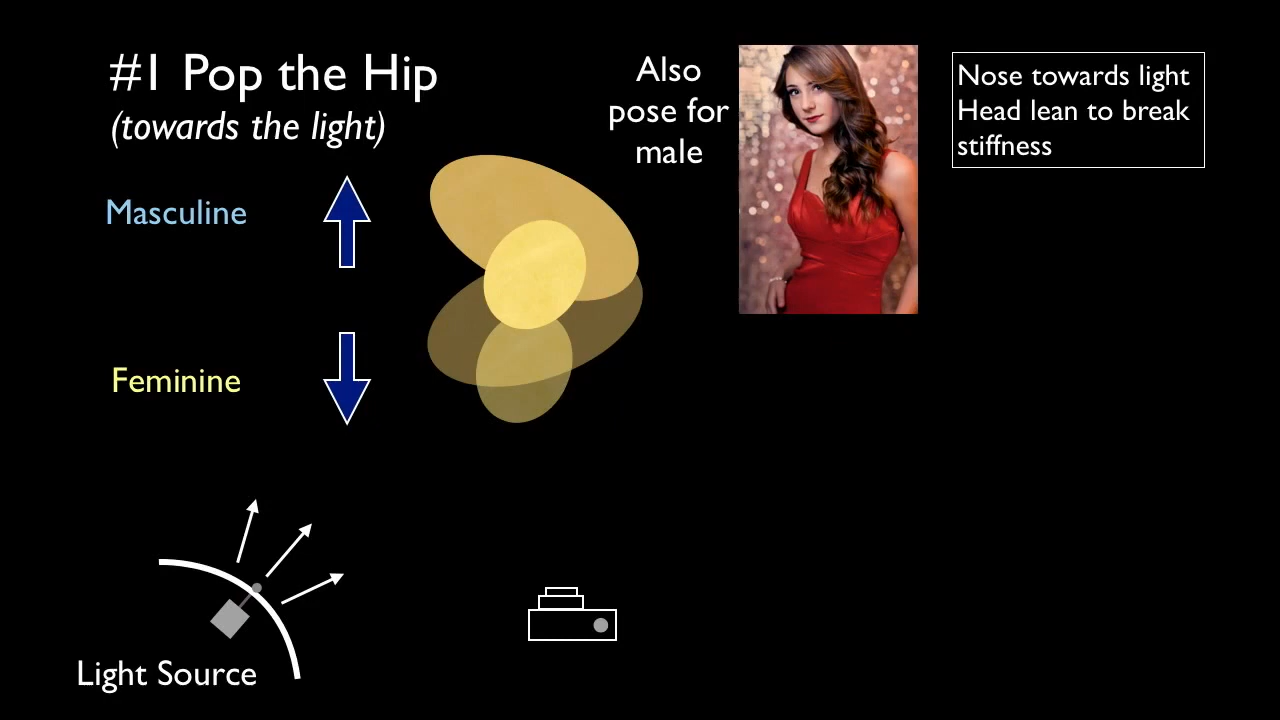 #1 Pop the Hip
(towards the light)
Masculine
Feminine
Light Source
Also
pose for
male
Nose towards light
Head lean to break
stiffness